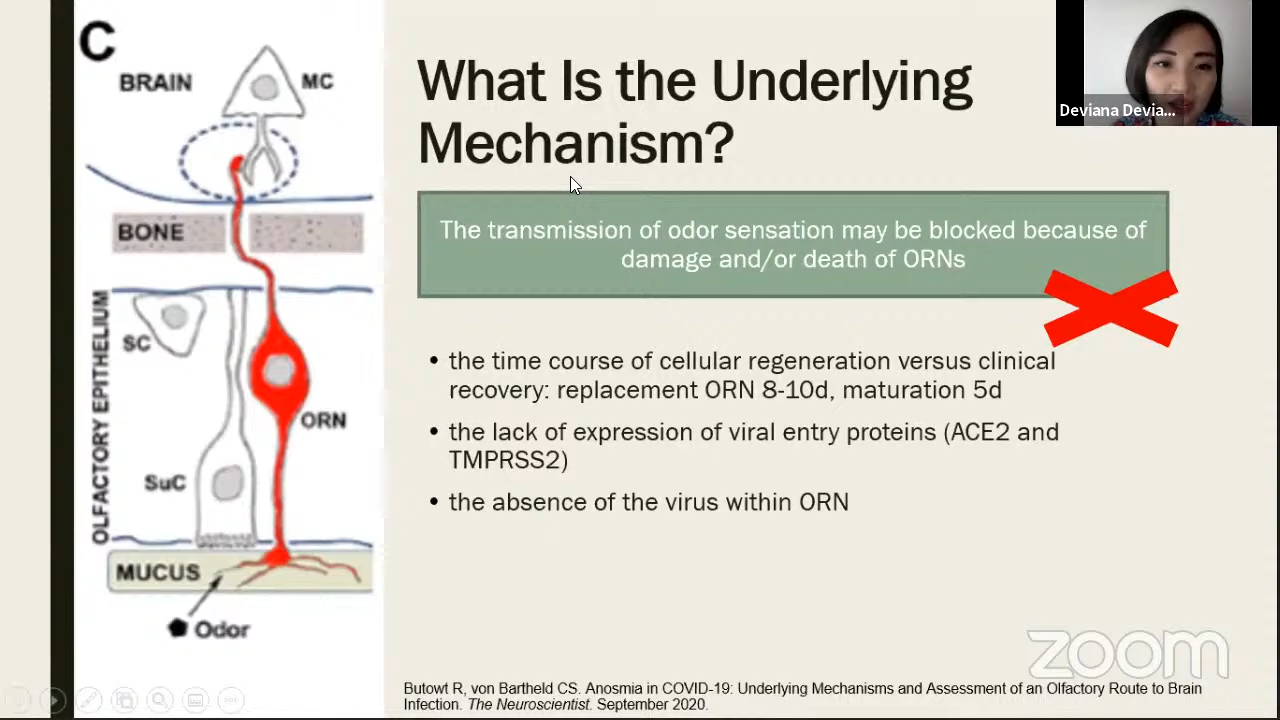 C
BRAIN
MC
BONE
OLFACTORY EPITHELIUM
SC
ORN
SuC
MUCUS
Odor
What Is the Underlying
Mechanism?
The transmission of odor sensation may be blocked because of
damage and/or death of ORNs
• the time course of cellular regeneration versus clinical
recovery: replacement ORN 8-10d, maturation 5d
• the lack of expression of viral entry proteins (ACE2 and
TMPRSS2)
• the absence of the virus within ORN
Butowt R, von Bartheld CS. Anosmia in COVID-19: Underlying Mechanisms and Assessment of an Olfactory Route to Brain
Infection. The Neuroscientist. September 2020.
Deviana Devia...
zoom